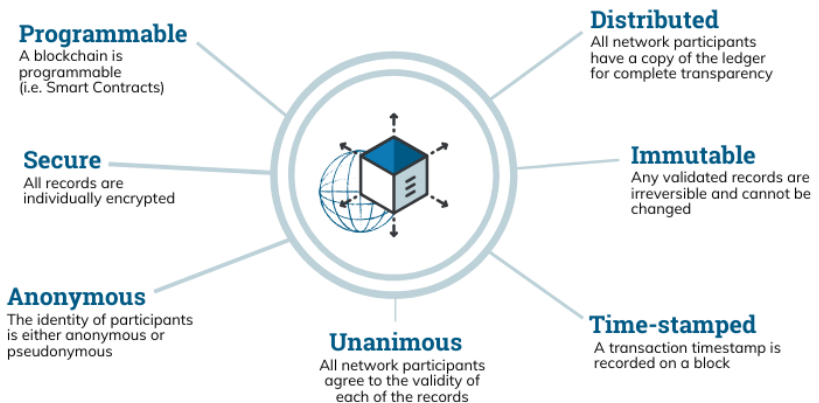 Programmable
A blockchain is
programmable
(i.e. Smart Contracts)
Distributed
All network participants
have a copy of the ledger
for complete transparency
Secure
All records are
individually encrypted
Immutable
Any validated records are
irreversible and cannot be
changed
Anonymous
The identity of participants
is either anonymous or
pseudonymous
Unanimous
All network participants
agree to the validity of
each of the records
Time-stamped
A transaction timestamp is
recorded on a block